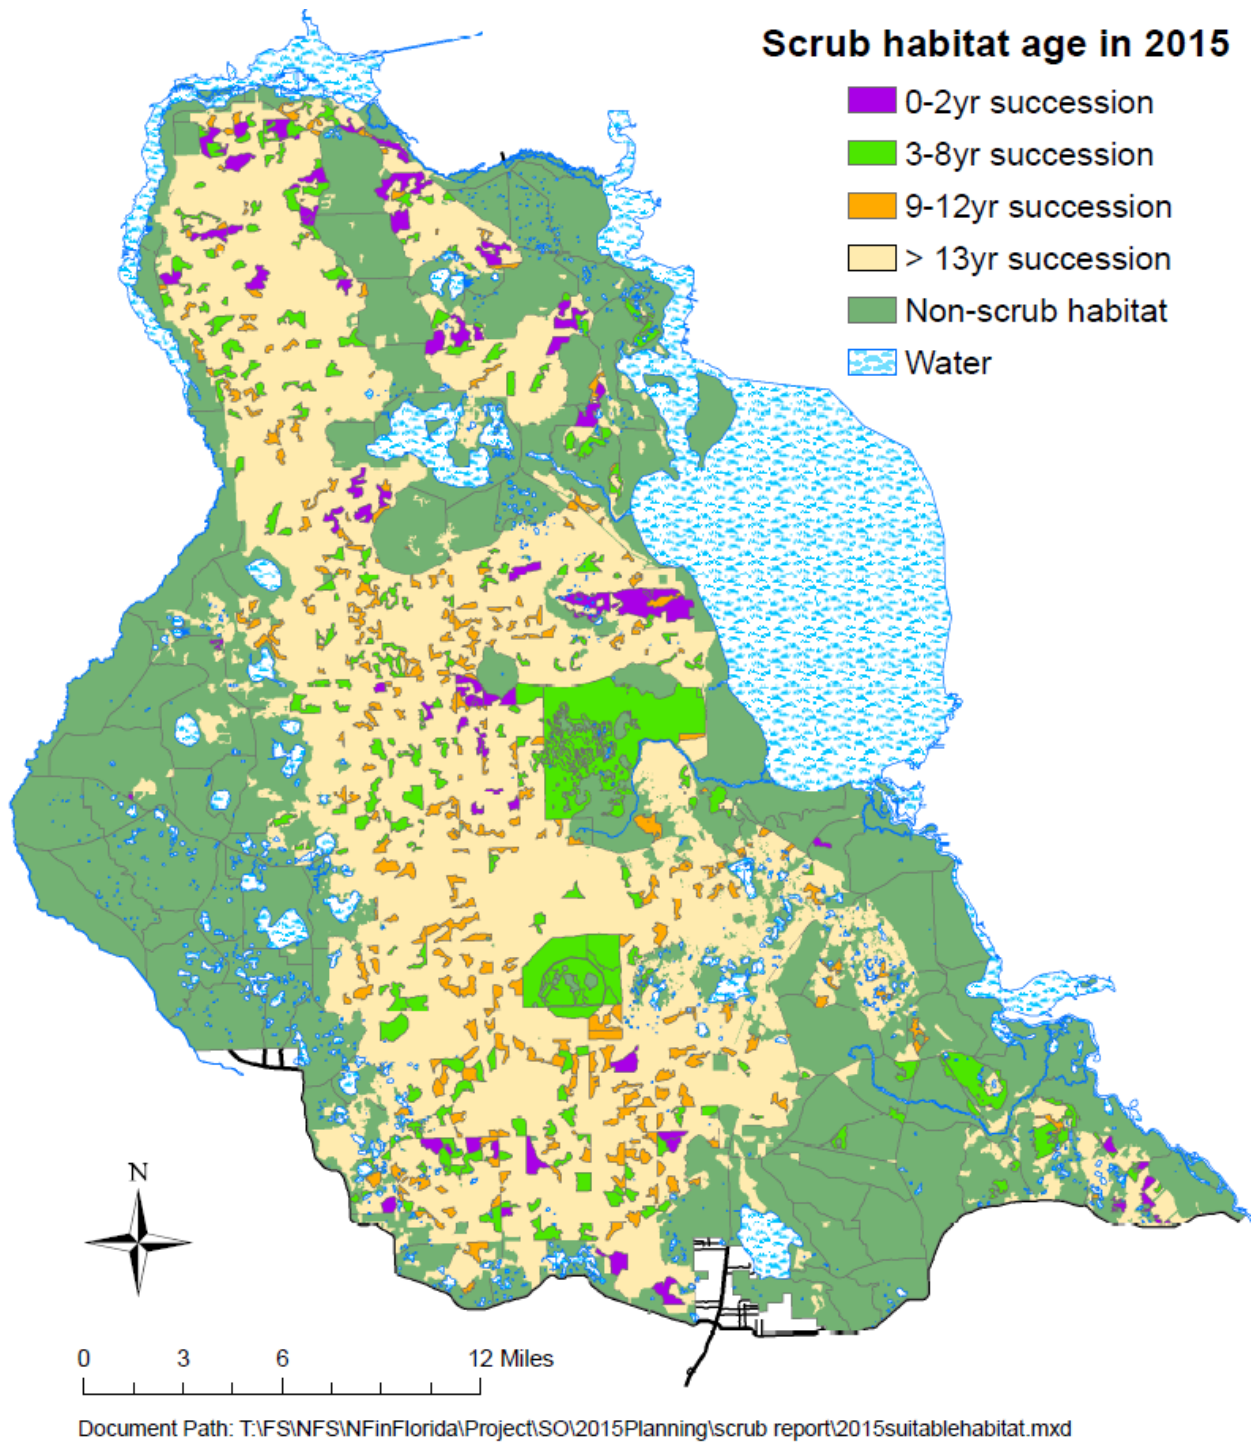 Scrub habitat age in 2015
0-2yr succession
3-8yr succession
9-12yr succession
> 13yr succession
Non-scrub habitat
Water
N
0 3 6 12 Miles
Document Path: T:\FS\NFS\NFinFlorida\Project\SO\2015Planning\scrub report\2015suitablehabitat.mxd